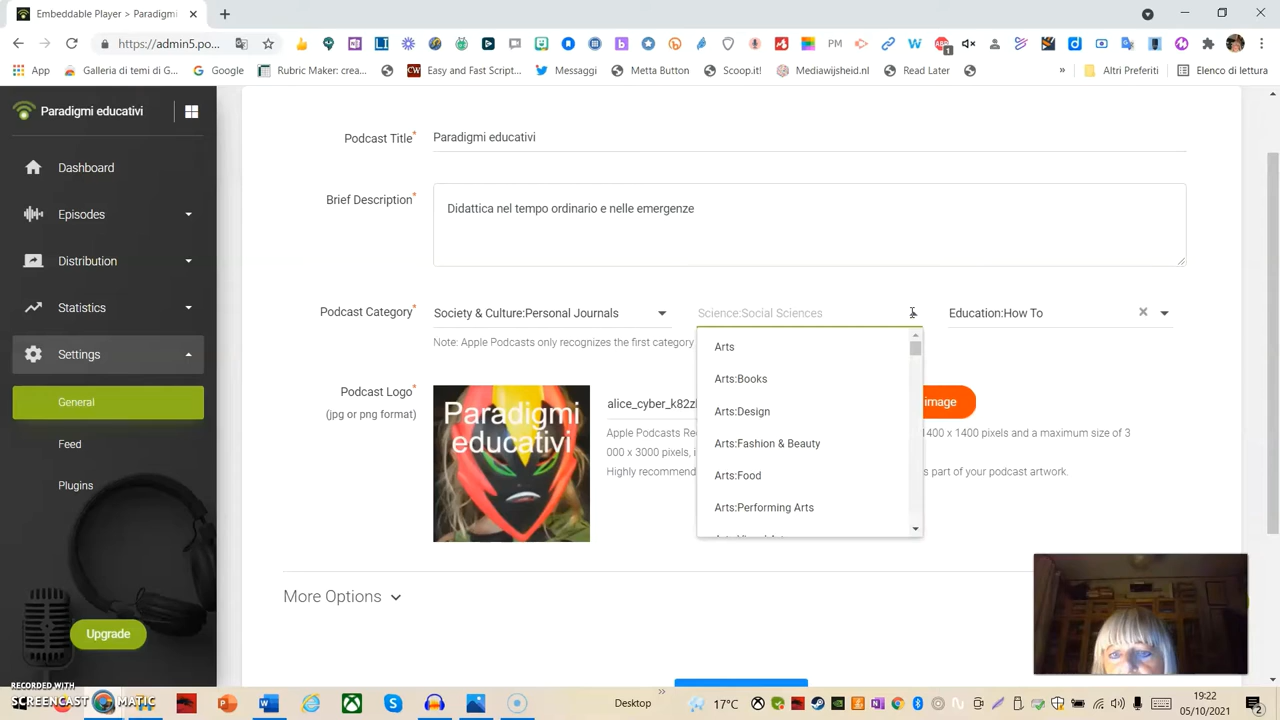 Embeddable Player > Paradigmi
https://admin5.po...
PM
1
App
Galleria di temi di G...
Google
Rubric Maker: crea...
CW
Easy and Fast Script...
Messaggi
Metta Button
Scoop.it!
Mediawijsheid.nl
Read Later
»
Altri Preferiti
Elenco di lettura
Paradigmi educativi
Dashboard
Episodes
Distribution
Statistics
Settings
General
Feed
Plugins
Upgrade
Podcast Title*
Paradigmi educativi
Brief Description*
Didattica nel tempo ordinario e nelle emergenze
Podcast Category*
Society & Culture:Personal Journals
Science:Social Sciences
Education:How To
Note: Apple Podcasts only recognizes the first category
Arts
Arts:Books
Arts:Design
Arts:Fashion & Beauty
Arts:Food
Arts:Performing Arts
Podcast Logo*
(jpg or png format)
Paradigmi
educativi
alice_cyber_k82z
image
Apple Podcasts Re
1400 x 1400 pixels and a maximum size of 3
000 x 3000 pixels, i
Highly recommend
s part of your podcast artwork.
More Options
RECORDED WITH
SCREENCAST MATIC
Desktop
»
17°C
19:22
05/10/2021
2